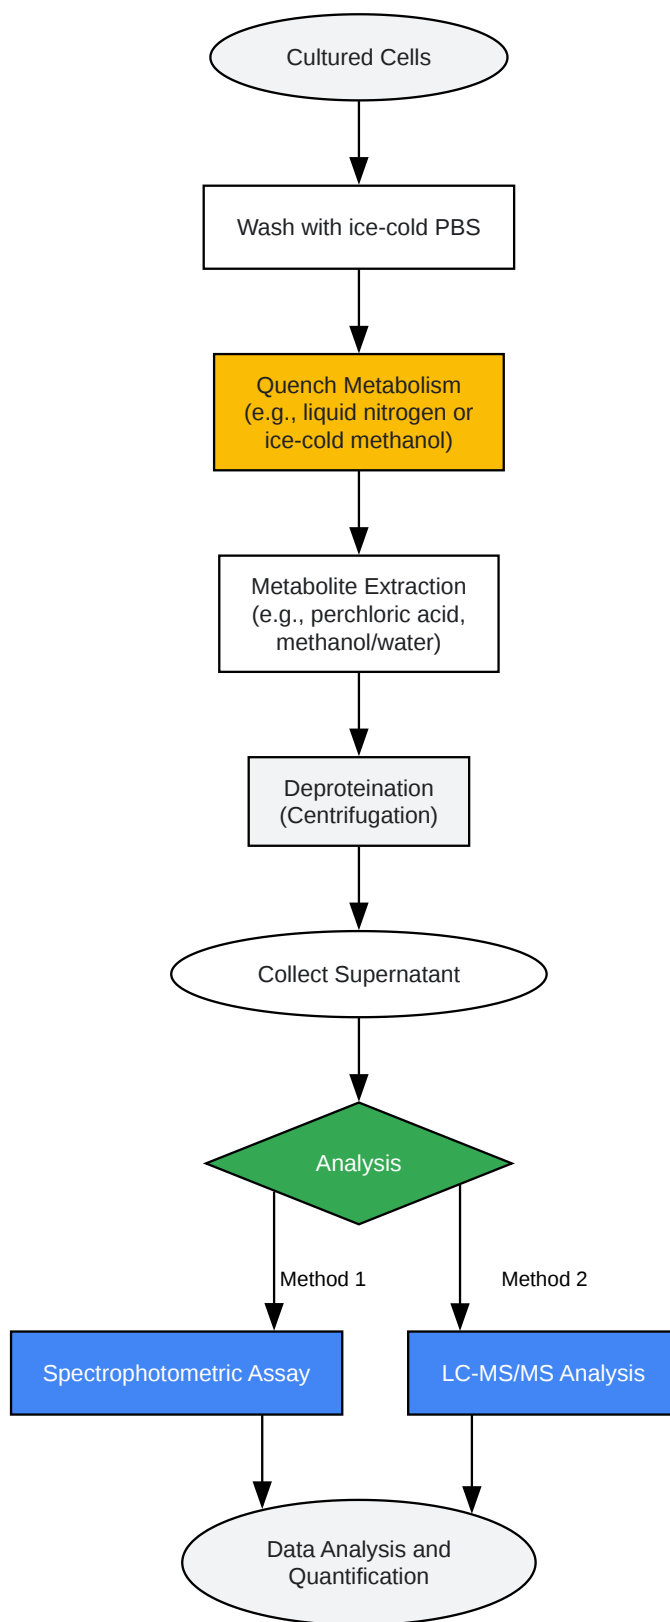 Cultured Cells
Wash with ice-cold PBS
Quench Metabolism
(e.g., liquid nitrogen or
ice-cold methanol)
Metabolite Extraction
(e.g., perchloric acid,
methanol/water)
Deproteination
(Centrifugation)
Collect Supernatant
Analysis
Method 1
Method 2
Spectrophotometric Assay
LC-MS/MS Analysis
Data Analysis and
Quantification